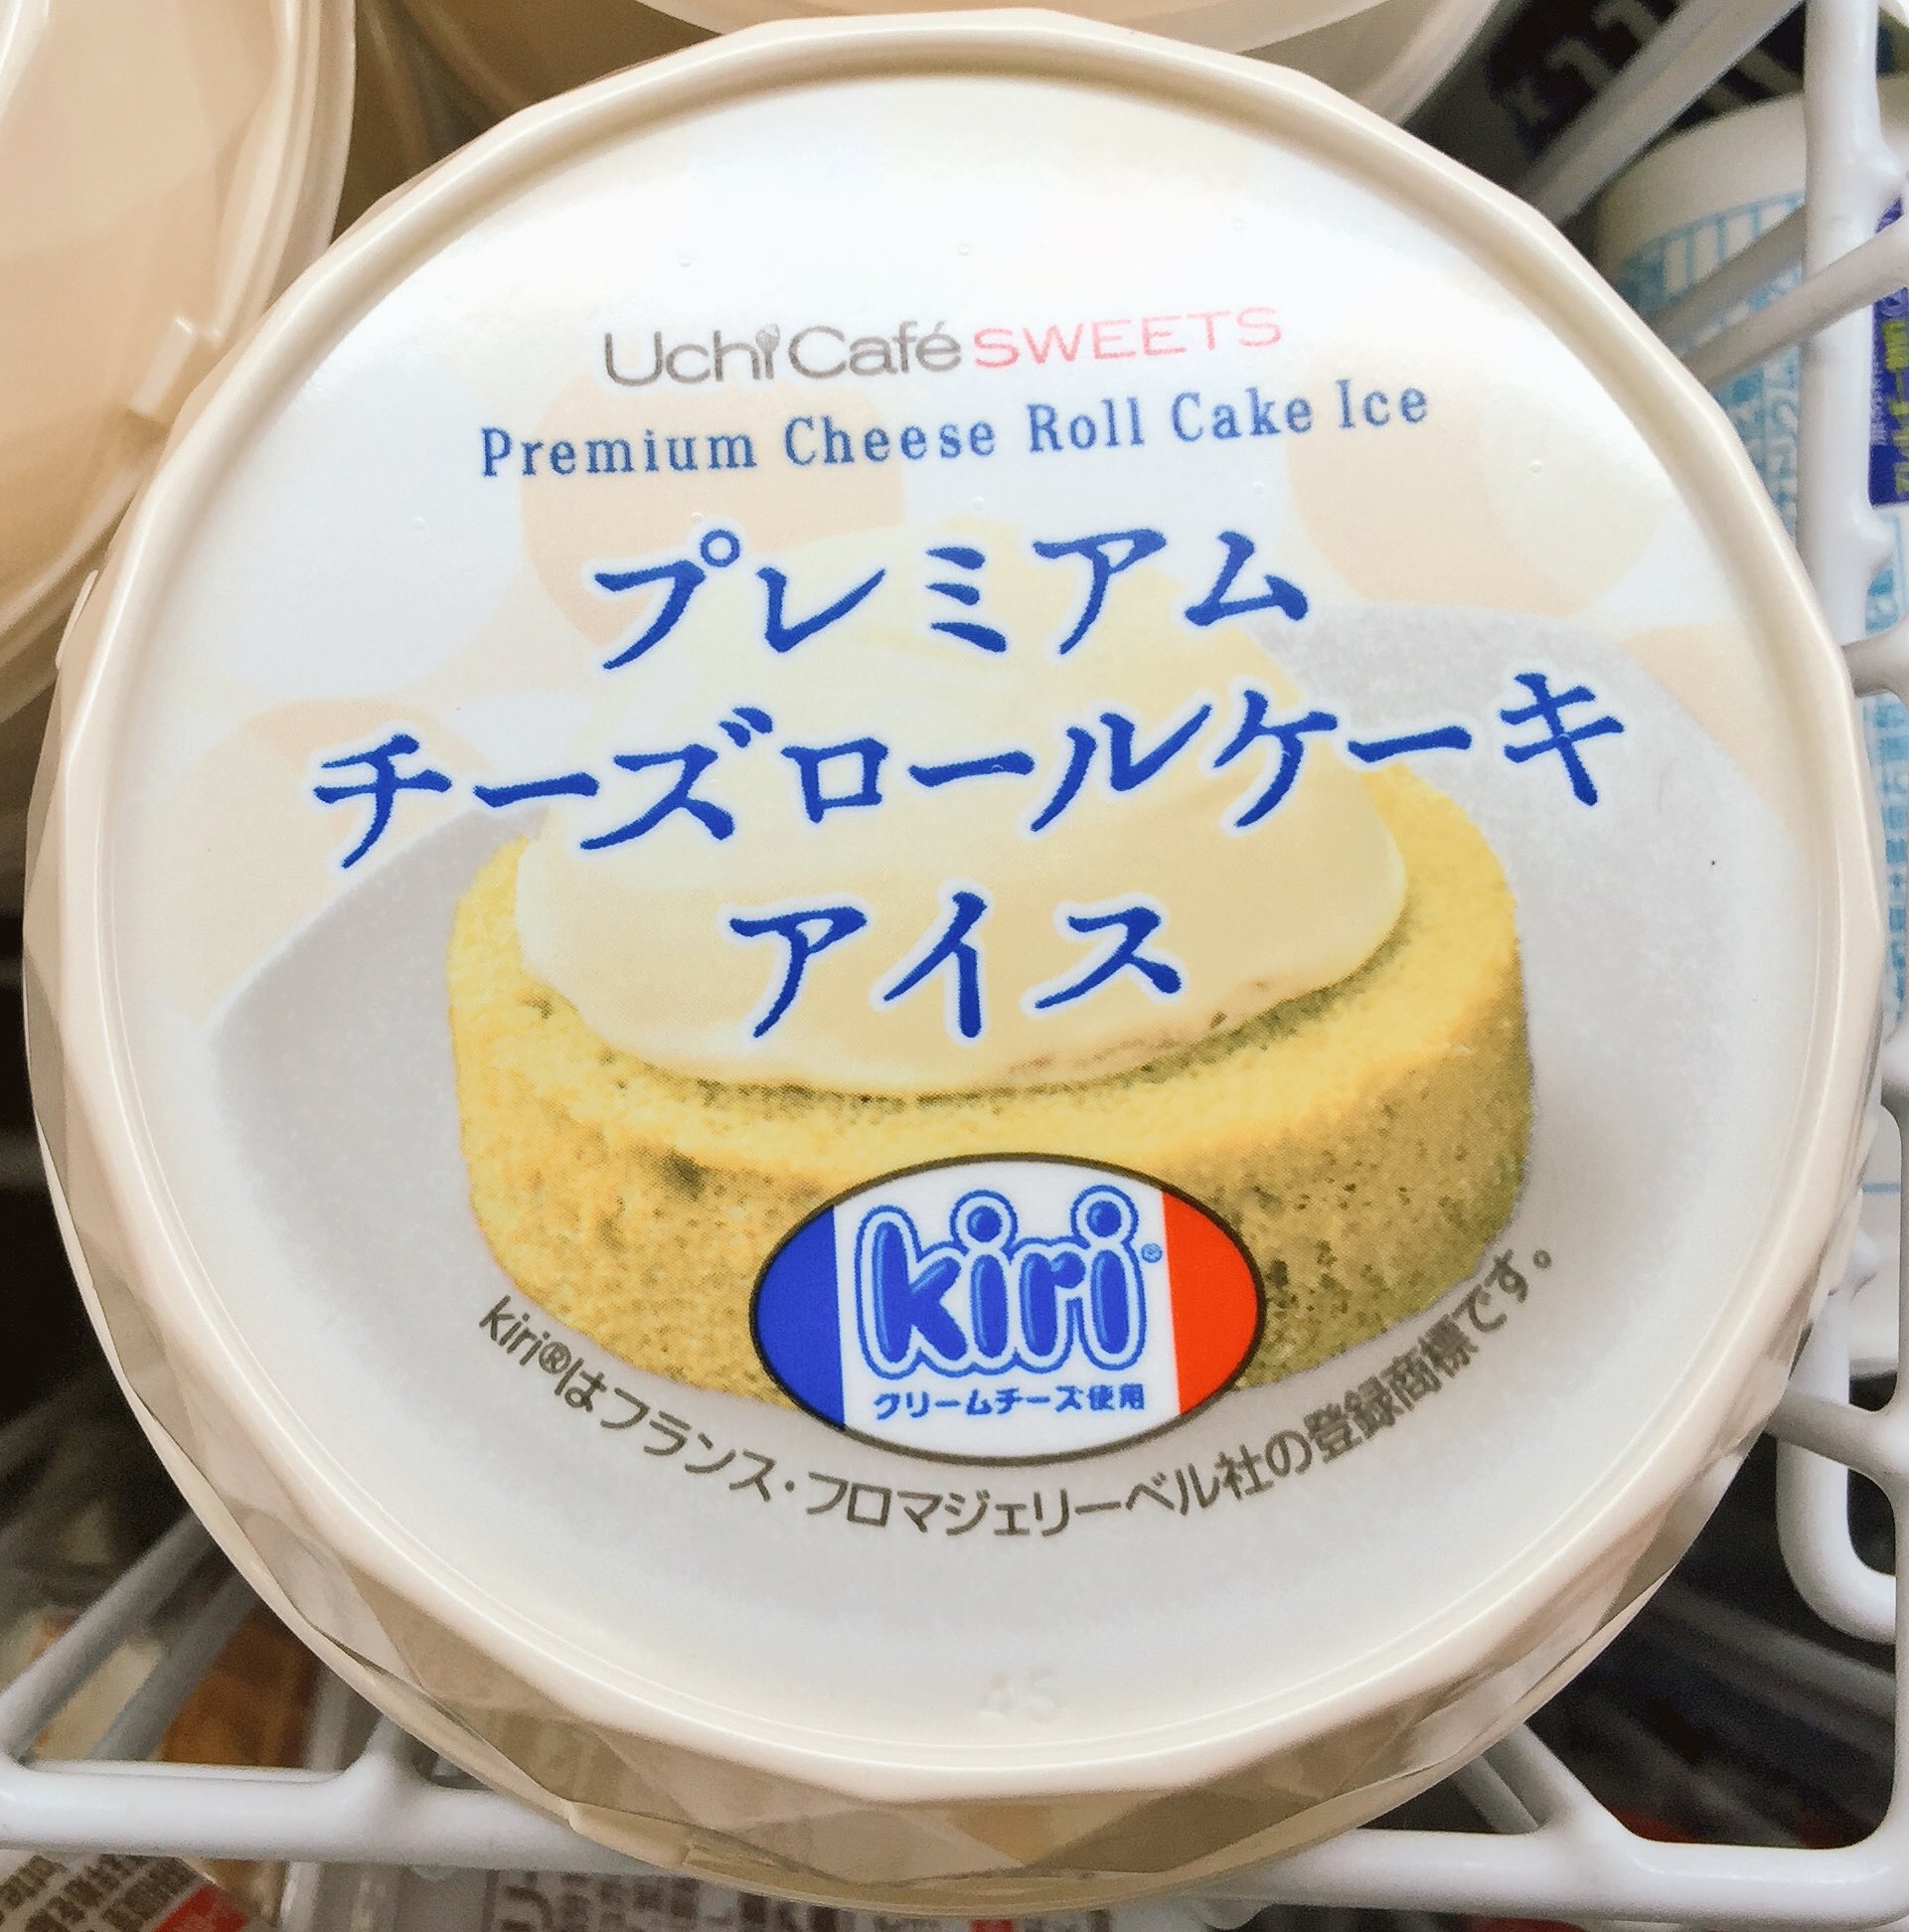 Uchi Café SWEETS
Premium Cheese Roll Cake Ice
プレミアム
チーズロールケーキ
アイス
kiri®
クリームチーズ使用
kiri®はフランス・フロマジェリーベル社の登録商標です。